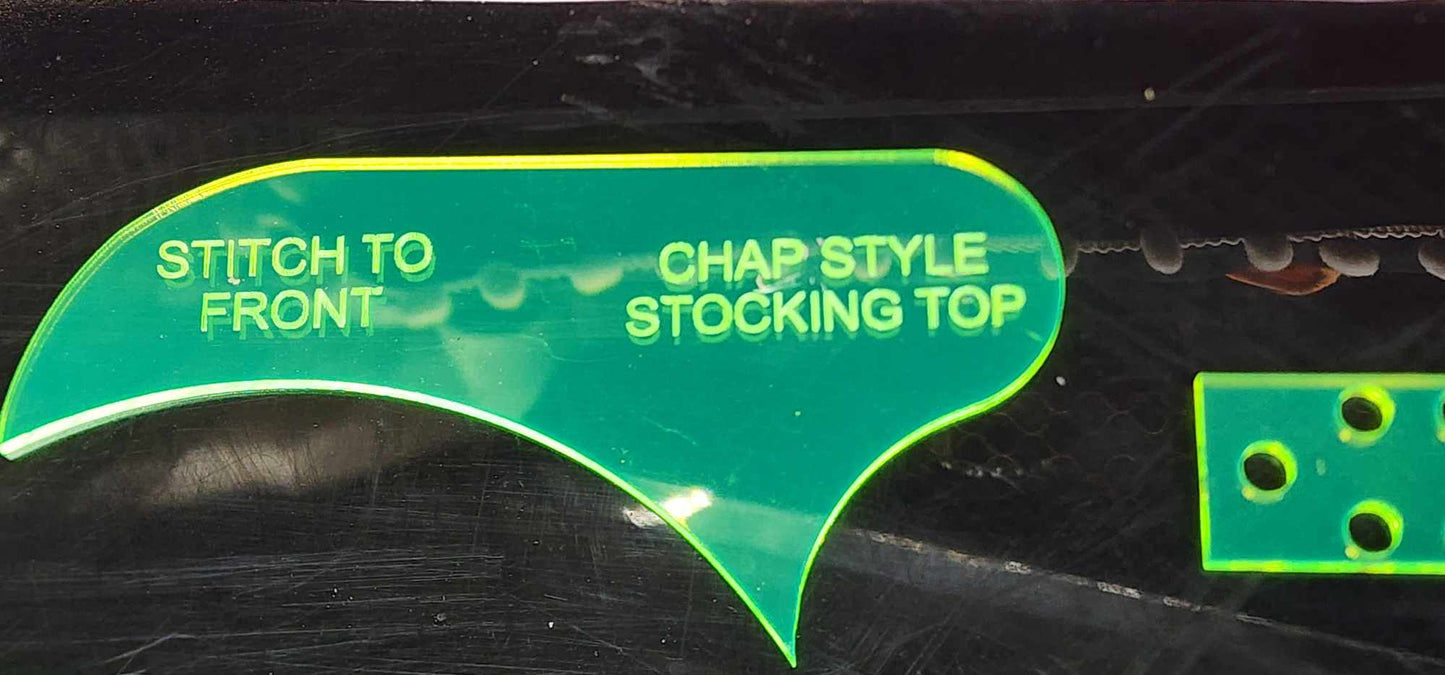 STITCH TO
FRONT
CHAP STYLE
STOCKING TOP